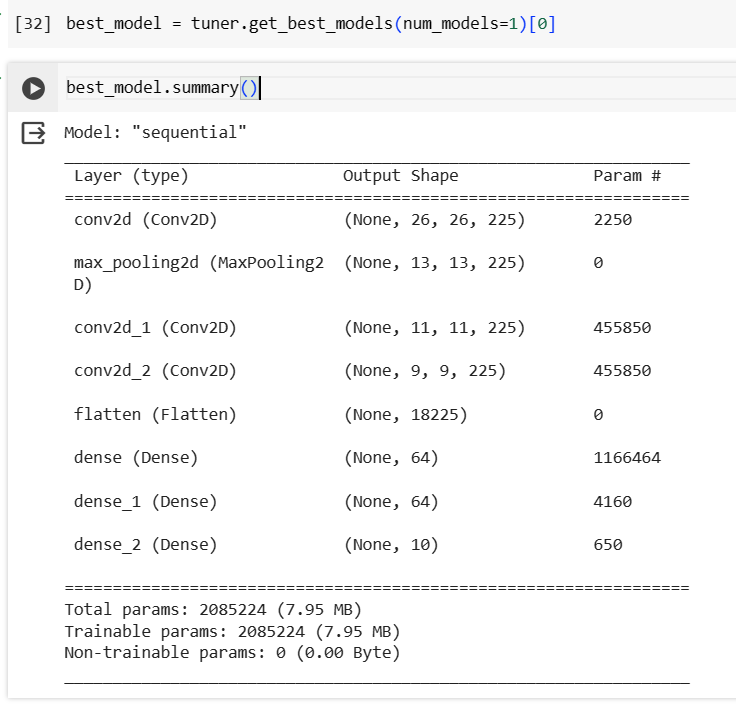 [32] best_model = tuner.get_best_models(num_models=1)[0]
best_model.summary()
Model: "sequential"
_________________________________________________________________
Layer (type) Output Shape Param #
=================================================================
conv2d (Conv2D) (None, 26, 26, 225) 2250
max_pooling2d (MaxPooling2 (None, 13, 13, 225) 0
D)
conv2d_1 (Conv2D) (None, 11, 11, 225) 455850
conv2d_2 (Conv2D) (None, 9, 9, 225) 455850
flatten (Flatten) (None, 18225) 0
dense (Dense) (None, 64) 1166464
dense_1 (Dense) (None, 64) 4160
dense_2 (Dense) (None, 10) 650
=================================================================
Total params: 2085224 (7.95 MB)
Trainable params: 2085224 (7.95 MB)
Non-trainable params: 0 (0.00 Byte)
_________________________________________________________________